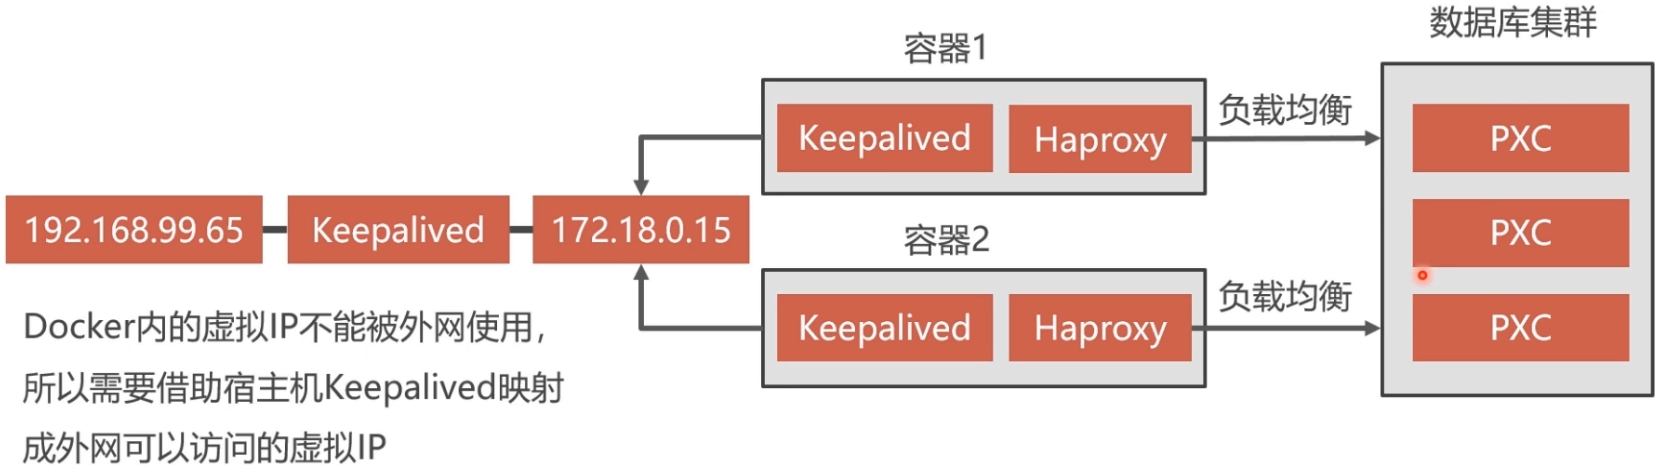 数据库集群
容器1
Keepalived
Haproxy
负载均衡
PXC
192.168.99.65
Keepalived
172.18.0.15
容器2
PXC
Keepalived
Haproxy
负载均衡
PXC
Docker内的虚拟IP不能被外网使用，
所以需要借助宿主机Keepalived映射
成外网可以访问的虚拟IP